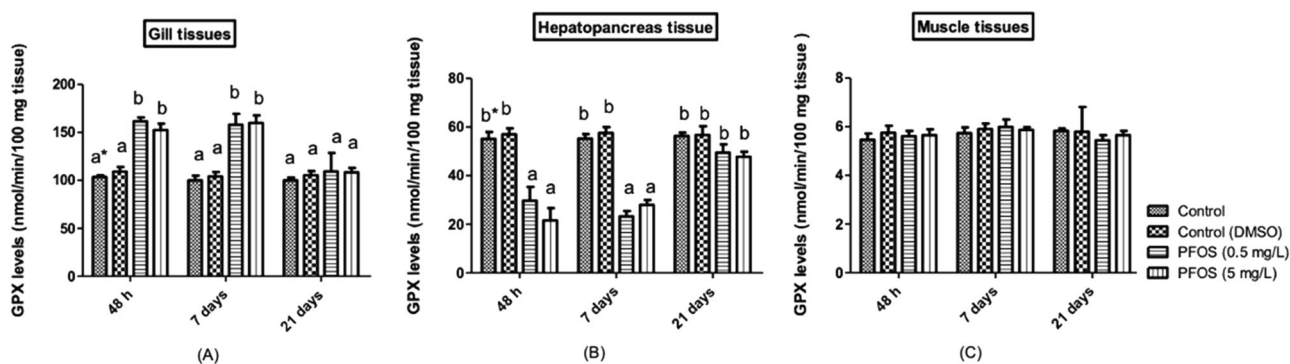 Gill tissues
GPX levels (nmol/min/100 mg tissue)
200
150
100
50
0
a* a b b
a a b b
a a a a
48 h
7 days
21 days
(A)
Hepatopancreas tissue
GPX levels (nmol/min/100 mg tissue)
80
60
40
20
0
b* b a a
b b a a
b b b b
48 h
7 days
21 days
(B)
Muscle tissues
GPX levels (nmol/min/100 mg tissue )
8
6
4
2
0
48 h
7 days
21 days
(C)
Control
Control (DMSO)
PFOS (0.5 mg/L)
PFOS (5 mg/L)